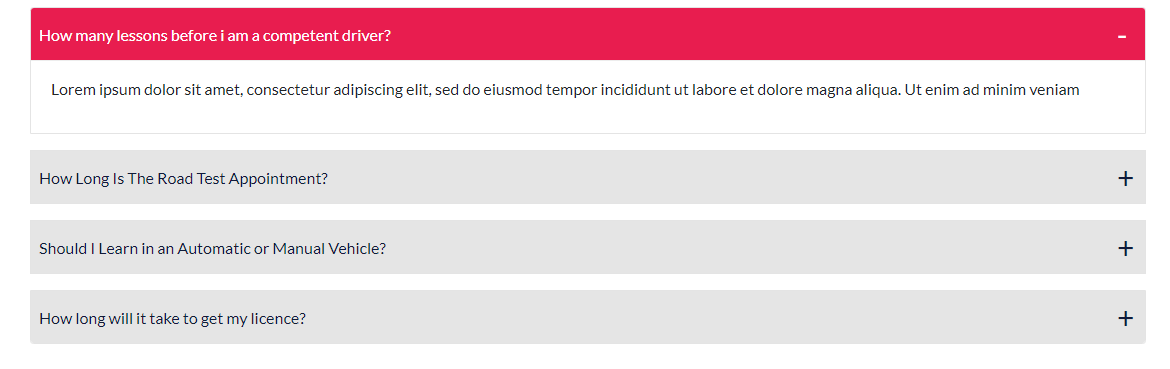 How many lessons before i am a competent driver? -
Lorem ipsum dolor sit amet, consectetur adipiscing elit, sed do eiusmod tempor incididunt ut labore et dolore magna aliqua. Ut enim ad minim veniam
How Long Is The Road Test Appointment? +
Should I Learn in an Automatic or Manual Vehicle? +
How long will it take to get my licence? +